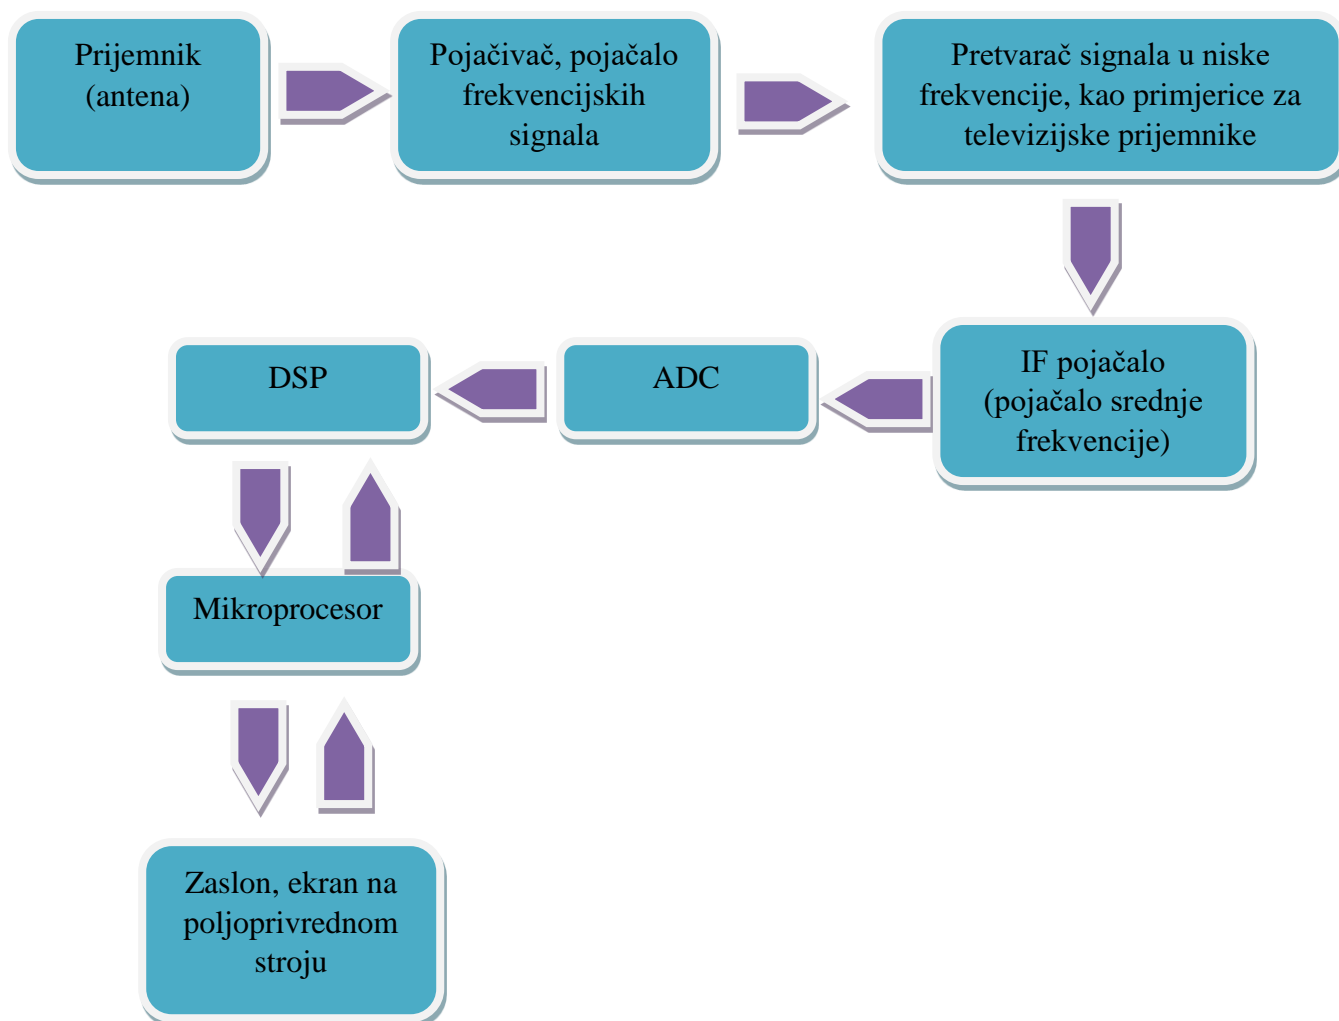 Prijemnik
(antena)
Pojačivač, pojačalo
frekvencijskih
signala
Pretvarač signala u niske
frekvencije, kao primjerice za
televizijske prijemnike
IF pojačalo
(pojačalo srednje
frekvencije)
ADC
DSP
Mikroprocesor
Zaslon, ekran na
poljoprivrednom
stroju